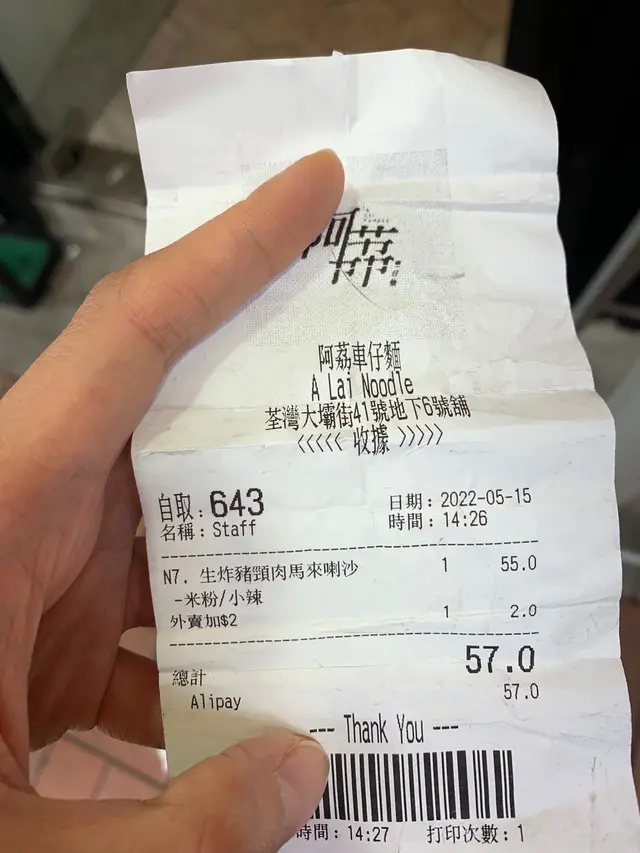 阿荔
阿荔車仔麵
A Lai Noodle
荃灣大壩街41號地下6號舖
<<<<< 收據 >>>>>
自取: 643
名稱: Staff
日期: 2022-05-15
時間: 14:26
N7. 生炸豬頸肉馬來喇沙 1 55.0
-米粉/小辣
外賣加$2 1 2.0
總計 57.0
Alipay 57.0
--- Thank You ---
時間: 14:27 打印次數: 1